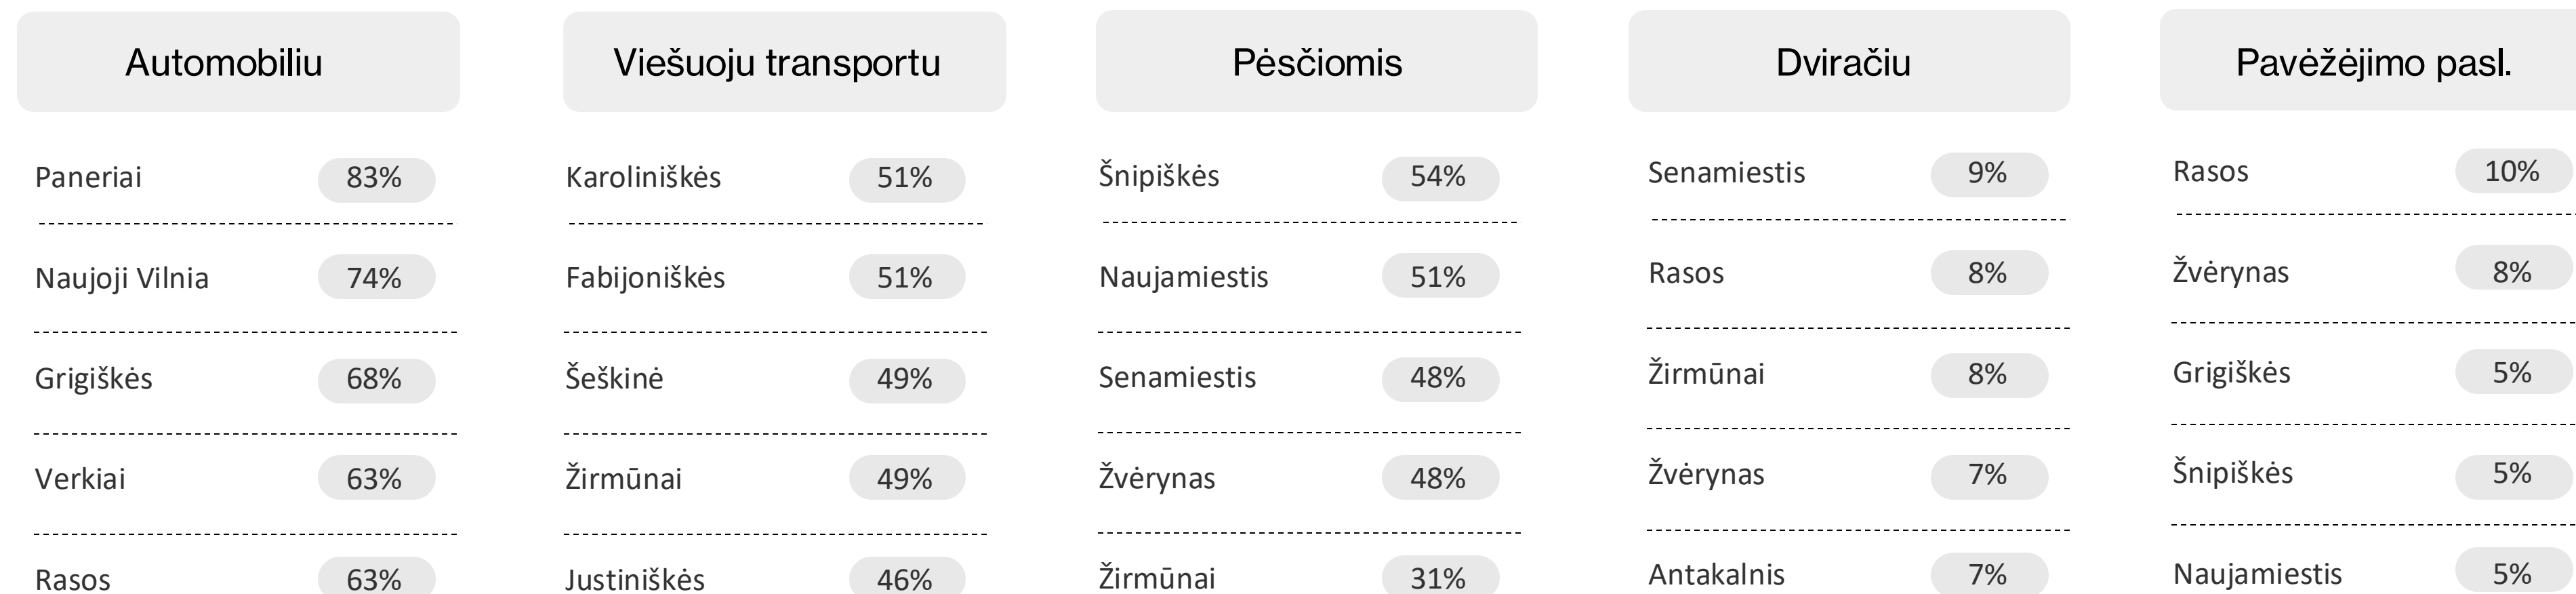 Automobiliu
Viešuoju transportu
Pėsčiomis
Dviračiu
Pavėžėjimo pasl.
Paneriai 83%
Karoliniškės 51%
Šnipiškės 54%
Senamiestis 9%
Rasos 10%
Naujoji Vilnia 74%
Fabijoniškės 51%
Naujamiestis 51%
Rasos 8%
Žvėrynas 8%
Grigiškės 68%
Šeškinė 49%
Senamiestis 48%
Žirmūnai 8%
Grigiškės 5%
Verkiai 63%
Žirmūnai 49%
Žvėrynas 48%
Žvėrynas 7%
Šnipiškės 5%
Rasos 63%
Justiniškės 46%
Žirmūnai 31%
Antakalnis 7%
Naujamiestis 5%